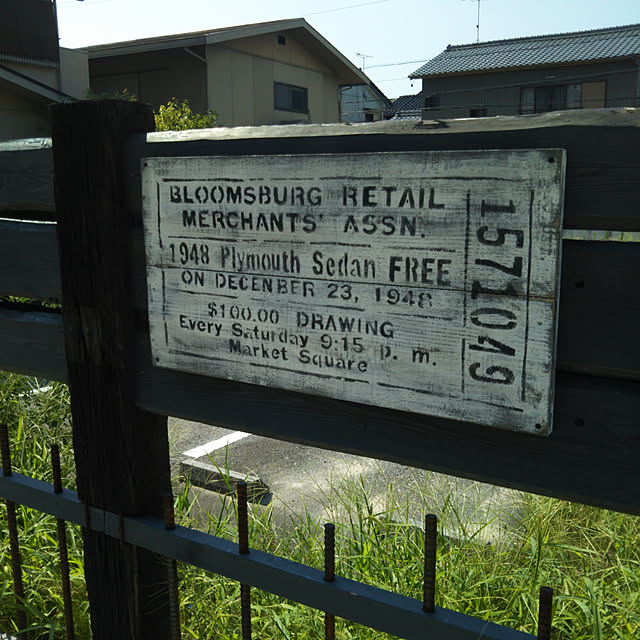 BLOOMSBURG RETAIL
MERCHANTS' ASSN.
1948 Plymouth Sedan FREE
ON DECENBER 23, 1948
$100.00 DRAWING
Every Saturday 9:15 p. m.
Market Square
1571049